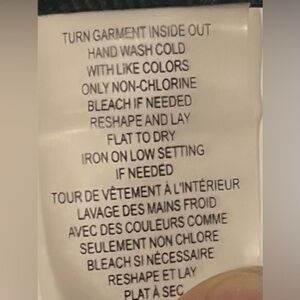 TURN GARMENT INSIDE OUT
HAND WASH COLD
WITH LIKE COLORS
ONLY NON-CHLORINE
BLEACH IF NEEDED
RESHAPE AND LAY
FLAT TO DRY
IRON ON LOW SETTING
IF NEEDED
TOUR DE VÊTEMENT À L'INTÉRIEUR
LAVAGE DES MAINS FROID
AVEC DES COULEURS COMME
SEULEMENT NON CHLORE
BLEACH SI NÉCESSAIRE
RESHAPE ET LAY
PLAT À SEC